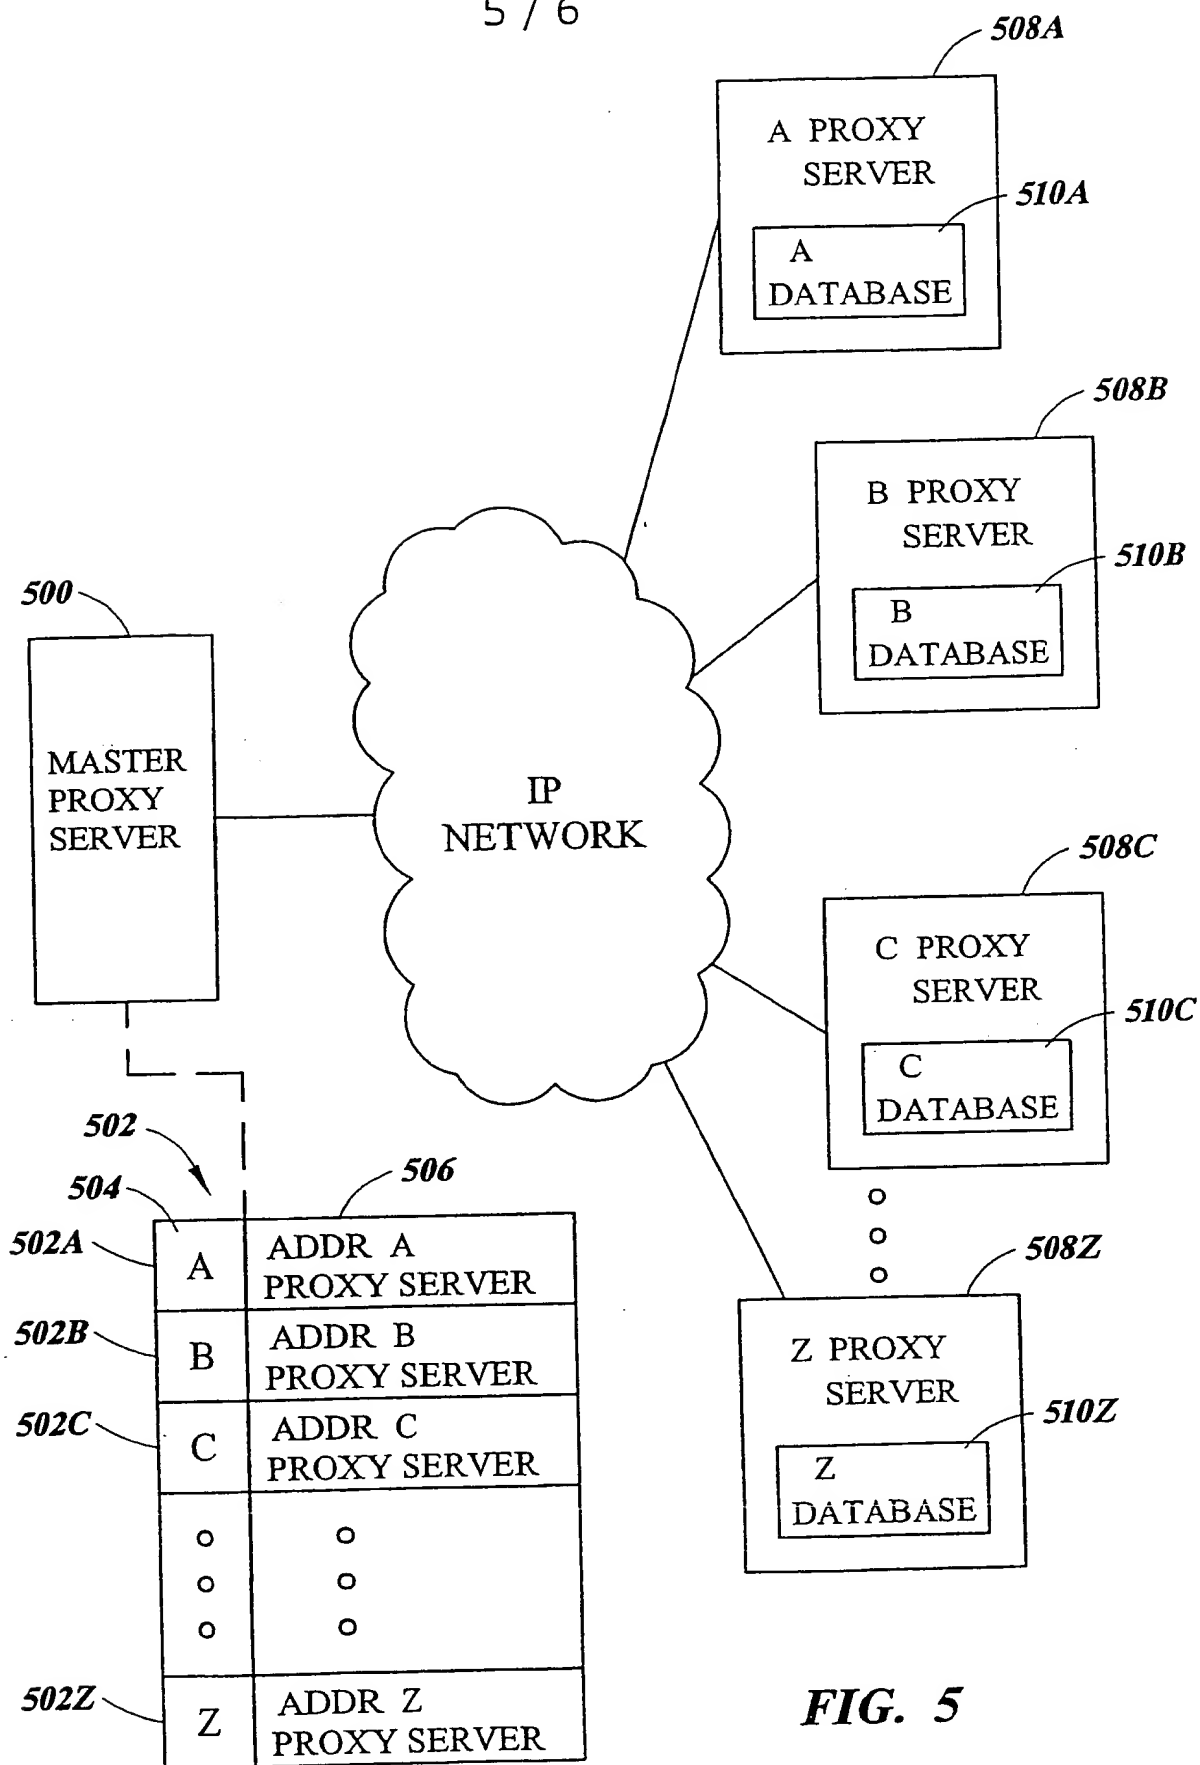 5 / 6
508A
A PROXY
SERVER
510A
A
DATABASE
508B
B PROXY
SERVER
510B
B
DATABASE
500
MASTER
PROXY
SERVER
IP
NETWORK
508C
C PROXY
SERVER
510C
C
DATABASE
502
504
506
502A
A
ADDR A
PROXY SERVER
502B
B
ADDR B
PROXY SERVER
502C
C
ADDR C
PROXY SERVER
502Z
Z
ADDR Z
PROXY SERVER
508Z
Z PROXY
SERVER
510Z
Z
DATABASE
FIG. 5